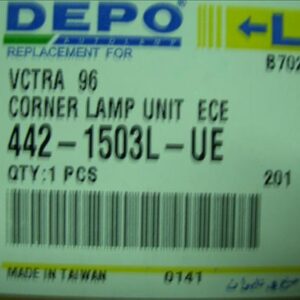 DEPO
AUTOLAMP
REPLACEMENT FOR
←L
B702
VCTRA 96
CORNER LAMP UNIT ECE
442-1503L-UE
QTY:1 PCS
201
MADE IN TAIWAN
0141